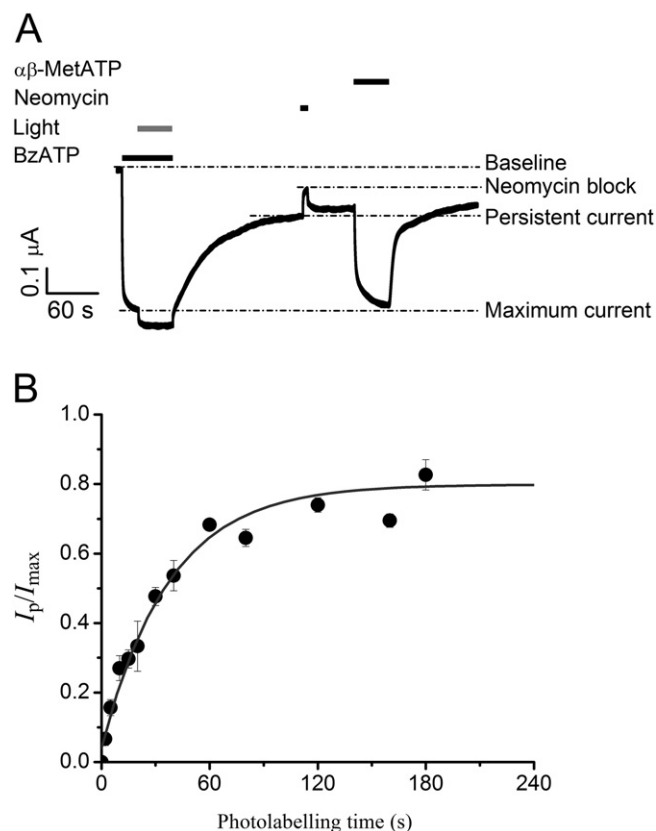 A
αβ-MetATP
Neomycin
Light
BzATP
Baseline
Neomycin block
Persistent current
Maximum current
0.1 μA
60 s
B
1.0
0.8
0.6
0.4
0.2
0.0
Ip/Imax
0
60
120
180
240
Photolabelling time (s)